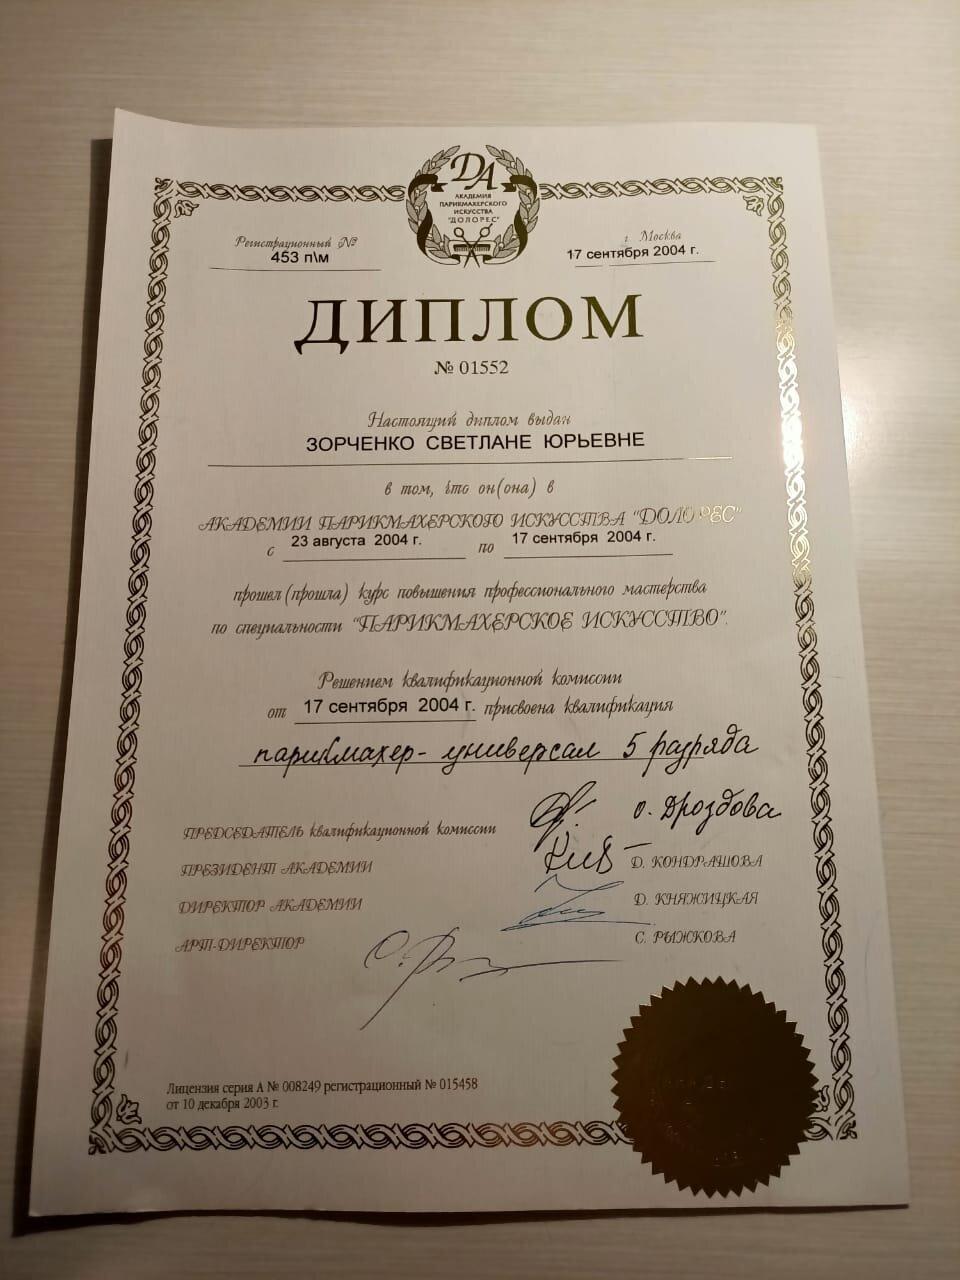 ДА
АКАДЕМИЯ
ПАРИКМАХЕРСКОГО
ИСКУССТВА
"ДОЛОРЕС"
Регистрационный №
453 п\м
г. Москва
17 сентября 2004 г.
ДИПЛОМ
№ 01552
Настоящий диплом выдан
ЗОРЧЕНКО СВЕТЛАНЕ ЮРЬЕВНЕ
в том, что он(она) в
АКАДЕМИИ ПАРИКМАХЕРСКОГО ИСКУССТВА "ДОЛОРЕС"
с 23 августа 2004 г. по 17 сентября 2004 г.
прошел (прошла) курс повышения профессионального мастерства
по специальности "ПАРИКМАХЕРСКОЕ ИСКУССТВО".
Решением квалификационной комиссии
от 17 сентября 2004 г. присвоена квалификация
парикмахер-универсал 5 разряда
ПРЕДСЕДАТЕЛЬ квалификационной комиссии О. Дроздова
ПРЕЗИДЕНТ АКАДЕМИИ Д. КОНДРАШОВА
ДИРЕКТОР АКАДЕМИИ Д. КНЯЖИЦКАЯ
АРТ-ДИРЕКТОР С. РЫЖКОВА
Лицензия серия А № 008249 регистрационный № 015458
от 10 декабря 2003 г.